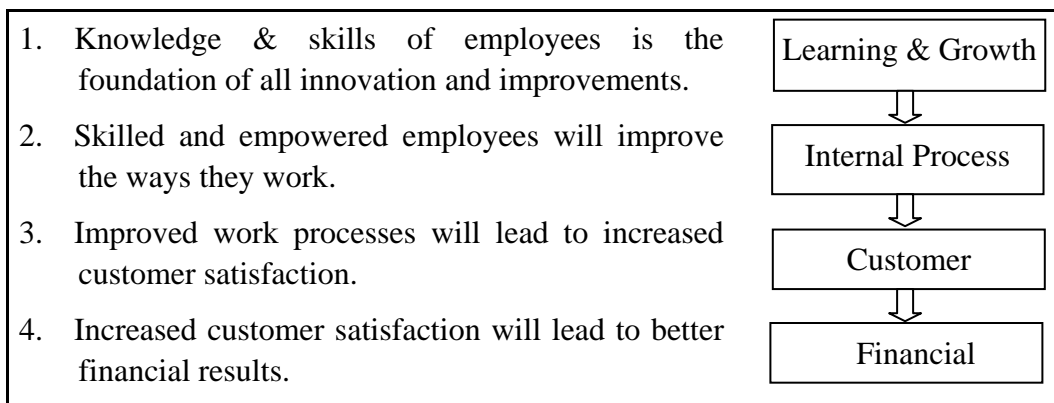 1. Knowledge & skills of employees is the
foundation of all innovation and improvements.
2. Skilled and empowered employees will improve
the ways they work.
3. Improved work processes will lead to increased
customer satisfaction.
4. Increased customer satisfaction will lead to better
financial results.
Learning & Growth
Internal Process
Customer
Financial